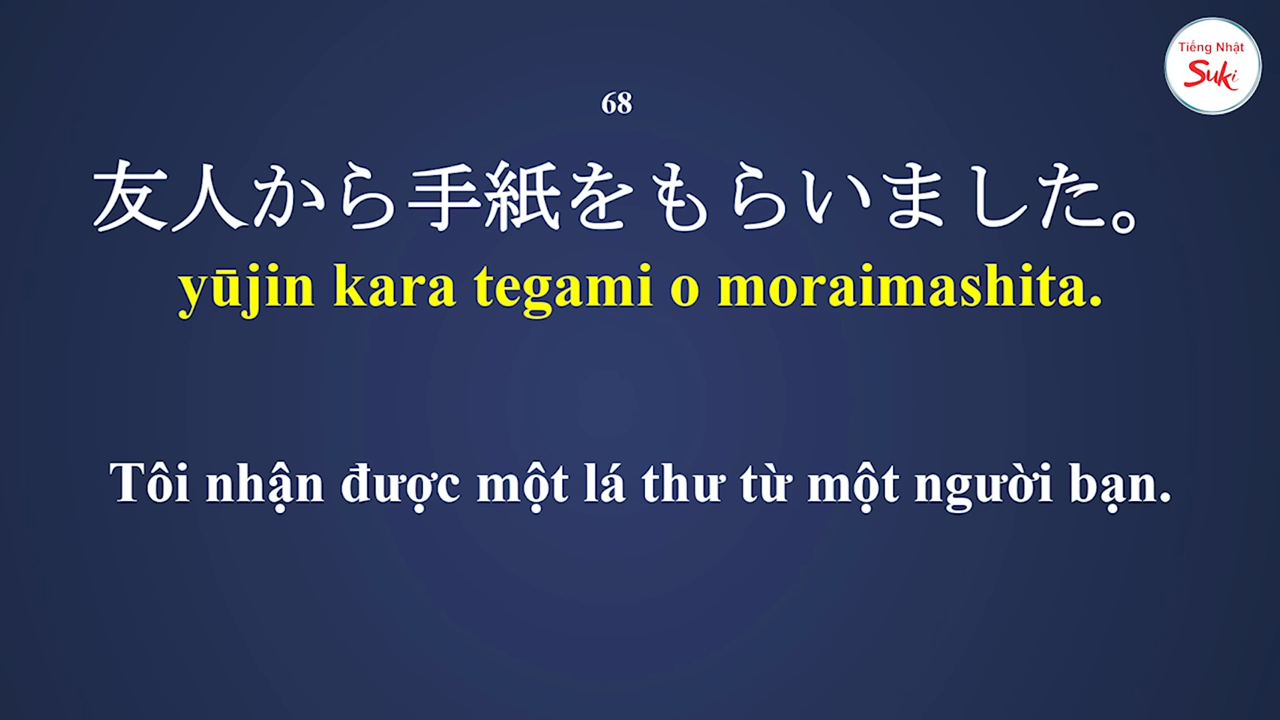 Tiếng Nhật
Suki
68
友人から手紙をもらいました。
yūjin kara tegami o moraimashita.
Tôi nhận được một lá thư từ một người bạn.